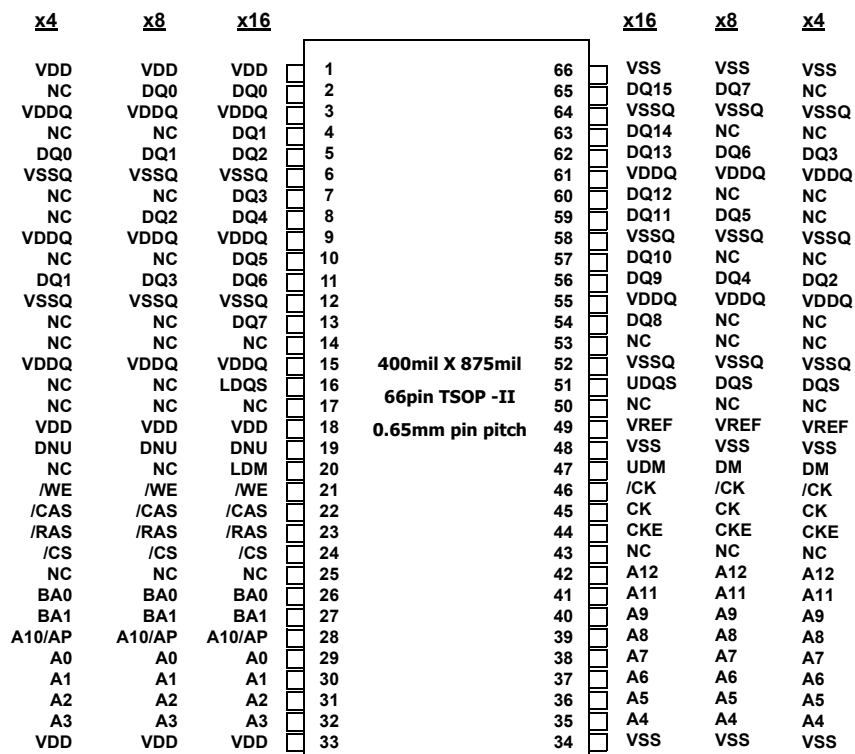 x4 x8 x16 x16 x8 x4
VDD VDD VDD 1 66 VSS VSS VSS
NC DQ0 DQ0 2 65 DQ15 DQ7 NC
VDDQ VDDQ VDDQ 3 64 VSSQ VSSQ VSSQ
NC NC DQ1 4 63 DQ14 NC NC
DQ0 DQ1 DQ2 5 62 DQ13 DQ6 DQ3
VSSQ VSSQ VSSQ 6 61 VDDQ VDDQ VDDQ
NC NC DQ3 7 60 DQ12 NC NC
NC DQ2 DQ4 8 59 DQ11 DQ5 NC
VDDQ VDDQ VDDQ 9 58 VSSQ VSSQ VSSQ
NC NC DQ5 10 57 DQ10 NC NC
DQ1 DQ3 DQ6 11 56 DQ9 DQ4 DQ2
VSSQ VSSQ VSSQ 12 55 VDDQ VDDQ VDDQ
NC NC DQ7 13 54 DQ8 NC NC
NC NC NC 14 53 NC NC NC
VDDQ VDDQ VDDQ 15 400mil X 875mil 52 VSSQ VSSQ VSSQ
NC NC LDQS 16 66pin TSOP -II 51 UDQS DQS DQS
NC NC NC 17 50 NC NC NC
VDD VDD VDD 18 0.65mm pin pitch 49 VREF VREF VREF
DNU DNU DNU 19 48 VSS VSS VSS
NC NC LDM 20 47 UDM DM DM
/WE /WE /WE 21 46 /CK /CK /CK
/CAS /CAS /CAS 22 45 CK CK CK
/RAS /RAS /RAS 23 44 CKE CKE CKE
/CS /CS /CS 24 43 NC NC NC
NC NC NC 25 42 A12 A12 A12
BA0 BA0 BA0 26 41 A11 A11 A11
BA1 BA1 BA1 27 40 A9 A9 A9
A10/AP A10/AP A10/AP 28 39 A8 A8 A8
A0 A0 A0 29 38 A7 A7 A7
A1 A1 A1 30 37 A6 A6 A6
A2 A2 A2 31 36 A5 A5 A5
A3 A3 A3 32 35 A4 A4 A4
VDD VDD VDD 33 34 VSS VSS VSS